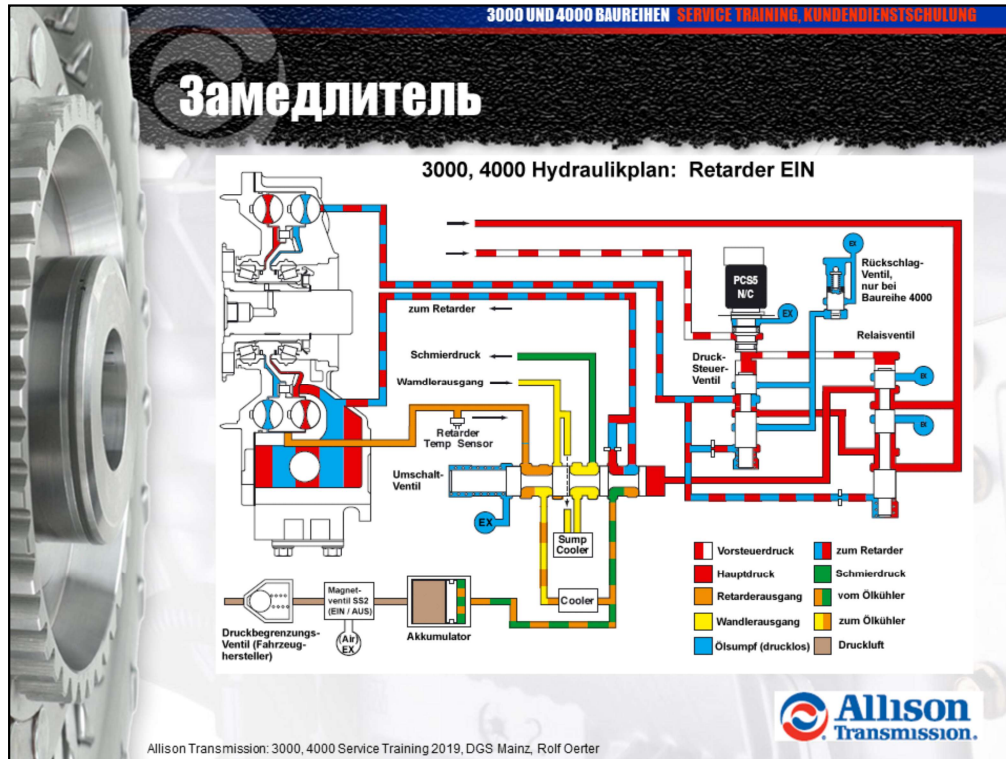 3000 UND 4000 BAUREIHEN SERVICE TRAINING, KUNDENDIENSTSCHULUNG
Замедлитель
3000, 4000 Hydraulikplan: Retarder EIN
PCS5
N/C
EX
Rückschlag-
Ventil,
nur bei
Baureihe 4000
EX
zum Retarder
Relaisventil
Schmierdruck
Druck-
Steuer-
Ventil
EX
Wandlerausgang
EX
Retarder
Temp Sensor
Umschalt-
Ventil
EX
Sump
Cooler
Vorsteuerdruck
zum Retarder
Hauptdruck
Schmierdruck
Retarderausgang
vom Ölkühler
Wandlerausgang
zum Ölkühler
Ölsumpf (drucklos)
Druckluft
Magnet-
ventil SS2
(EIN / AUS)
Cooler
Druckbegrenzungs-
Ventil (Fahrzeug-
hersteller)
(Air)
EX
Akkumulator
Allison
Transmission.
Allison Transmission: 3000, 4000 Service Training 2019, DGS Mainz, Rolf Oerter